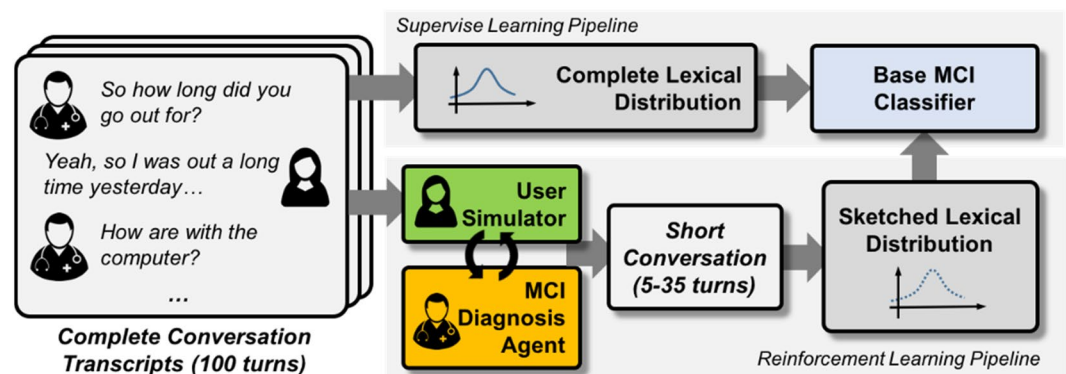 So how long did you
go out for?
Yeah, so I was out a long
time yesterday…
How are with the
computer?
…
Complete Conversation
Transcripts (100 turns)
Supervise Learning Pipeline
Complete Lexical
Distribution
Base MCI
Classifier
User
Simulator
MCI
Diagnosis
Agent
Short
Conversation
(5-35 turns)
Sketched Lexical
Distribution
Reinforcement Learning Pipeline